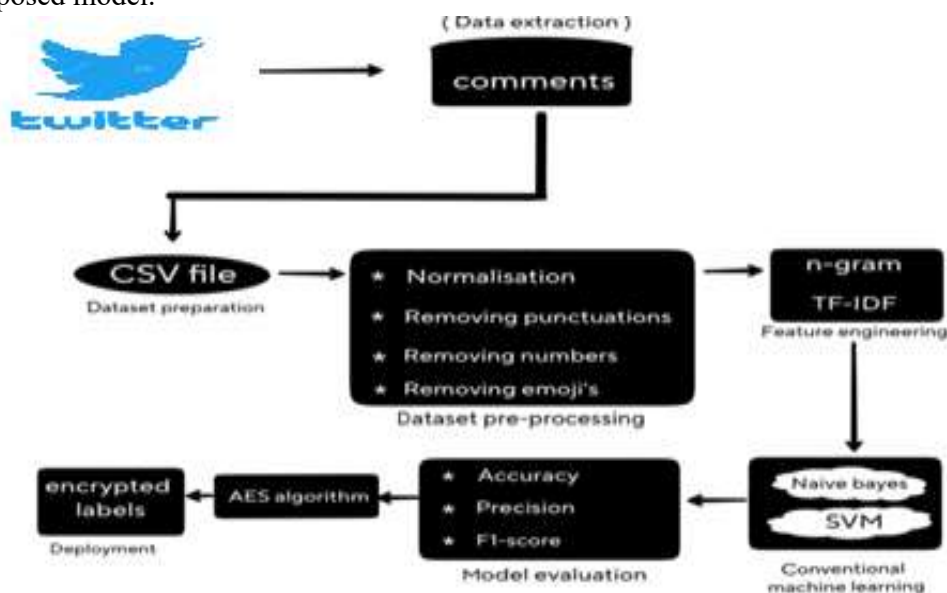 posed model.
( Data extraction )
twitter
comments
CSV file
Dataset preparation
* Normalisation
* Removing punctuations
* Removing numbers
* Removing emoji's
Dataset pre-processing
n-gram
TF-IDF
Feature engineering
encrypted
labels
Deployment
AES algorithm
* Accuracy
* Precision
* F1-score
Model evaluation
Naive bayes
SVM
Conventional
machine learning